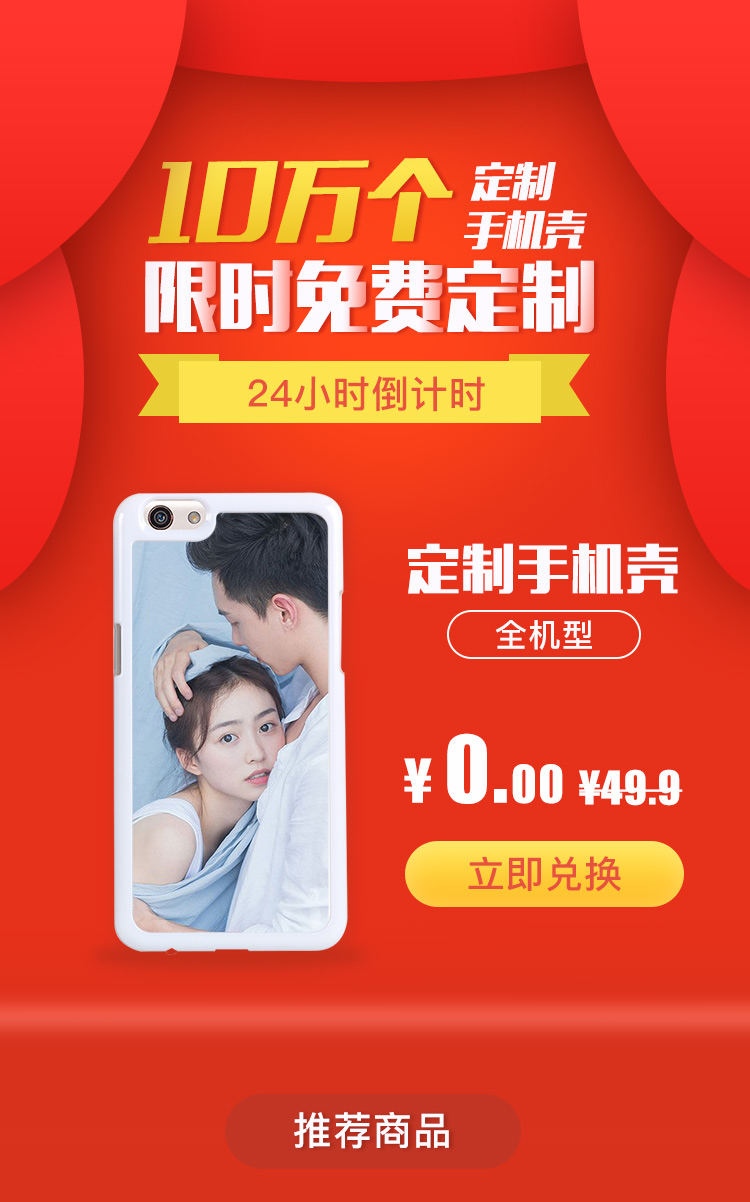 10万个 定制
手机壳
限时免费定制
24小时倒计时
定制手机壳
全机型
¥0.00 ¥49.9
立即兑换
推荐商品